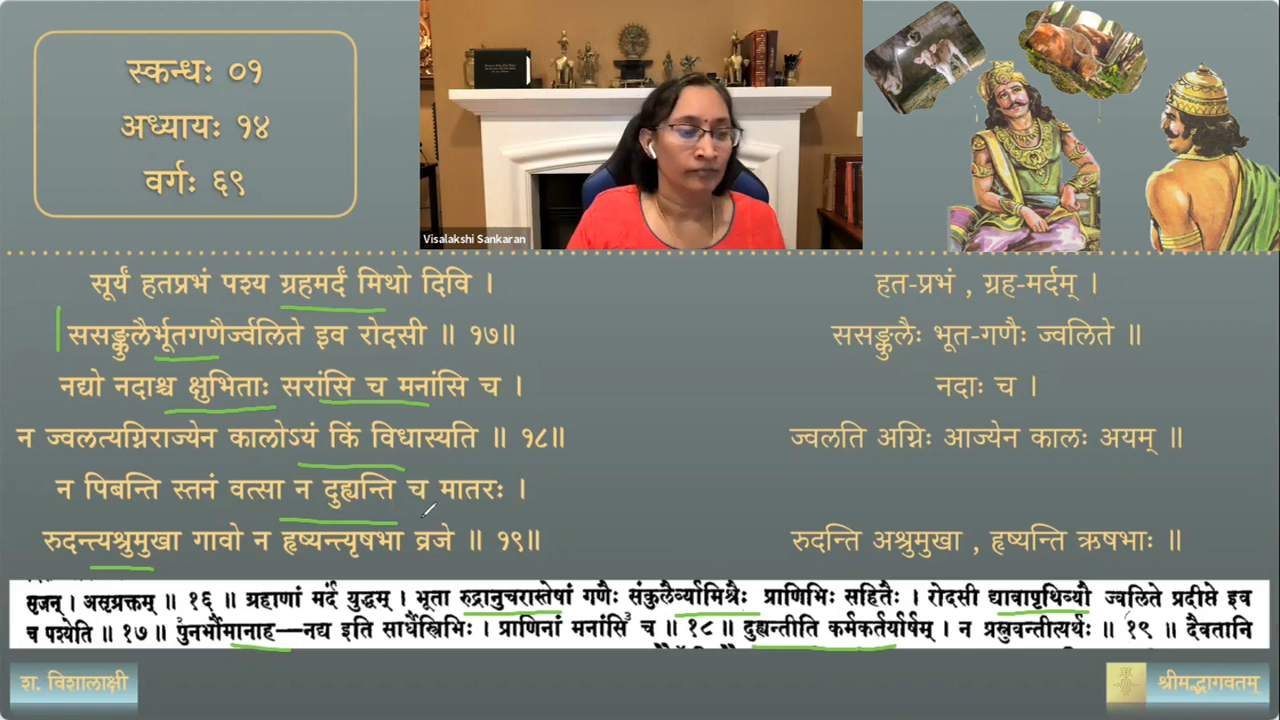 स्कन्धः ०१
अध्यायः १४
वर्गः ६९
Visalakshi Sankaran
सूर्यं हतप्रभं पश्य ग्रहमर्दं मिथो दिवि ।
ससङ्कुलैर्भूतगणैर्ज्वलिते इव रोदसी ॥ १७॥
नद्यो नदाश्च क्षुभिताः सरांसि च मनांसि च ।
न ज्वलत्यग्निराज्येन कालोऽयं किं विधास्यति ॥ १८॥
न पिबन्ति स्तनं वत्सा न दुह्यन्ति च मातरः ।
रुदन्त्यश्रुमुखा गावो न हृष्यन्त्यृषभा व्रजे ॥ १९॥
हत-प्रभं , ग्रह-मर्दम् ।
ससङ्कुलैः भूत-गणैः ज्वलिते ॥
नदाः च ।
ज्वलति अग्निः आज्येन कालः अयम् ॥
रुदन्ति अश्रुमुखा , हृष्यन्ति ऋषभाः ॥
सृजन् । असृप्रक्तम् ॥ १६ ॥ ग्रहाणां मर्दं युद्धम् । भूता रुद्रानुचरास्तेषां गणैः संकुलैर्व्यामिश्रैः प्राणिभिः सहितैः । रोदसी द्यावापृथिव्यौ ज्वलिते प्रदीप्ते इव
च पश्येति ॥ १७ ॥ पुनर्भौमानाह—नद्य इति सार्धैस्त्रिभिः । प्राणिनां मनांसि३ च ॥ १८ ॥ दुह्यन्तीति कर्मकर्तर्यार्षम् । न प्रस्नुवन्तीत्यर्थः ॥ १९ ॥ दैवतानि
श. विशालाक्षी
श्रीमद्भागवतम्